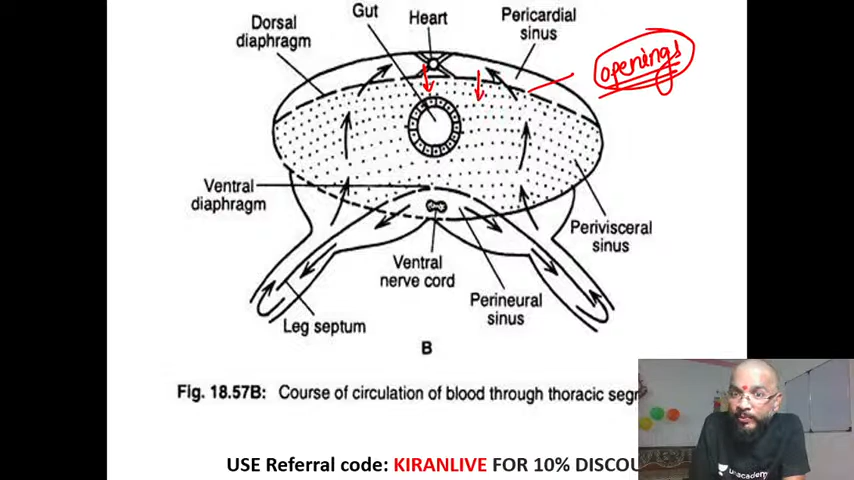 Gut
Heart
Pericardial
sinus
Dorsal
diaphragm
openings
Ventral
diaphragm
Perivisceral
sinus
Ventral
nerve cord
Perineural
sinus
Leg septum
B
Fig. 18.57B: Course of circulation of blood through thoracic segr
USE Referral code: KIRANLIVE FOR 10% DISCOU
unacademy